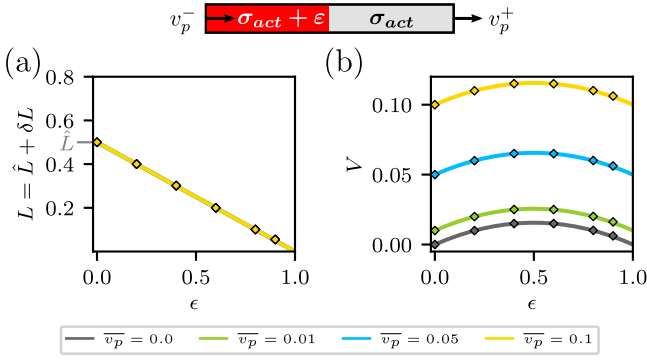 v_p^- σ_act + ε σ_act v_p^+
(a) (b)
L = L̂ + δL
L̂
0.8
0.6
0.4
0.2
0.0 0.5 1.0
ϵ
V
0.10
0.05
0.00
0.0 0.5 1.0
ϵ
v̅_p̅ = 0.0 v̅_p̅ = 0.01 v̅_p̅ = 0.05 v̅_p̅ = 0.1